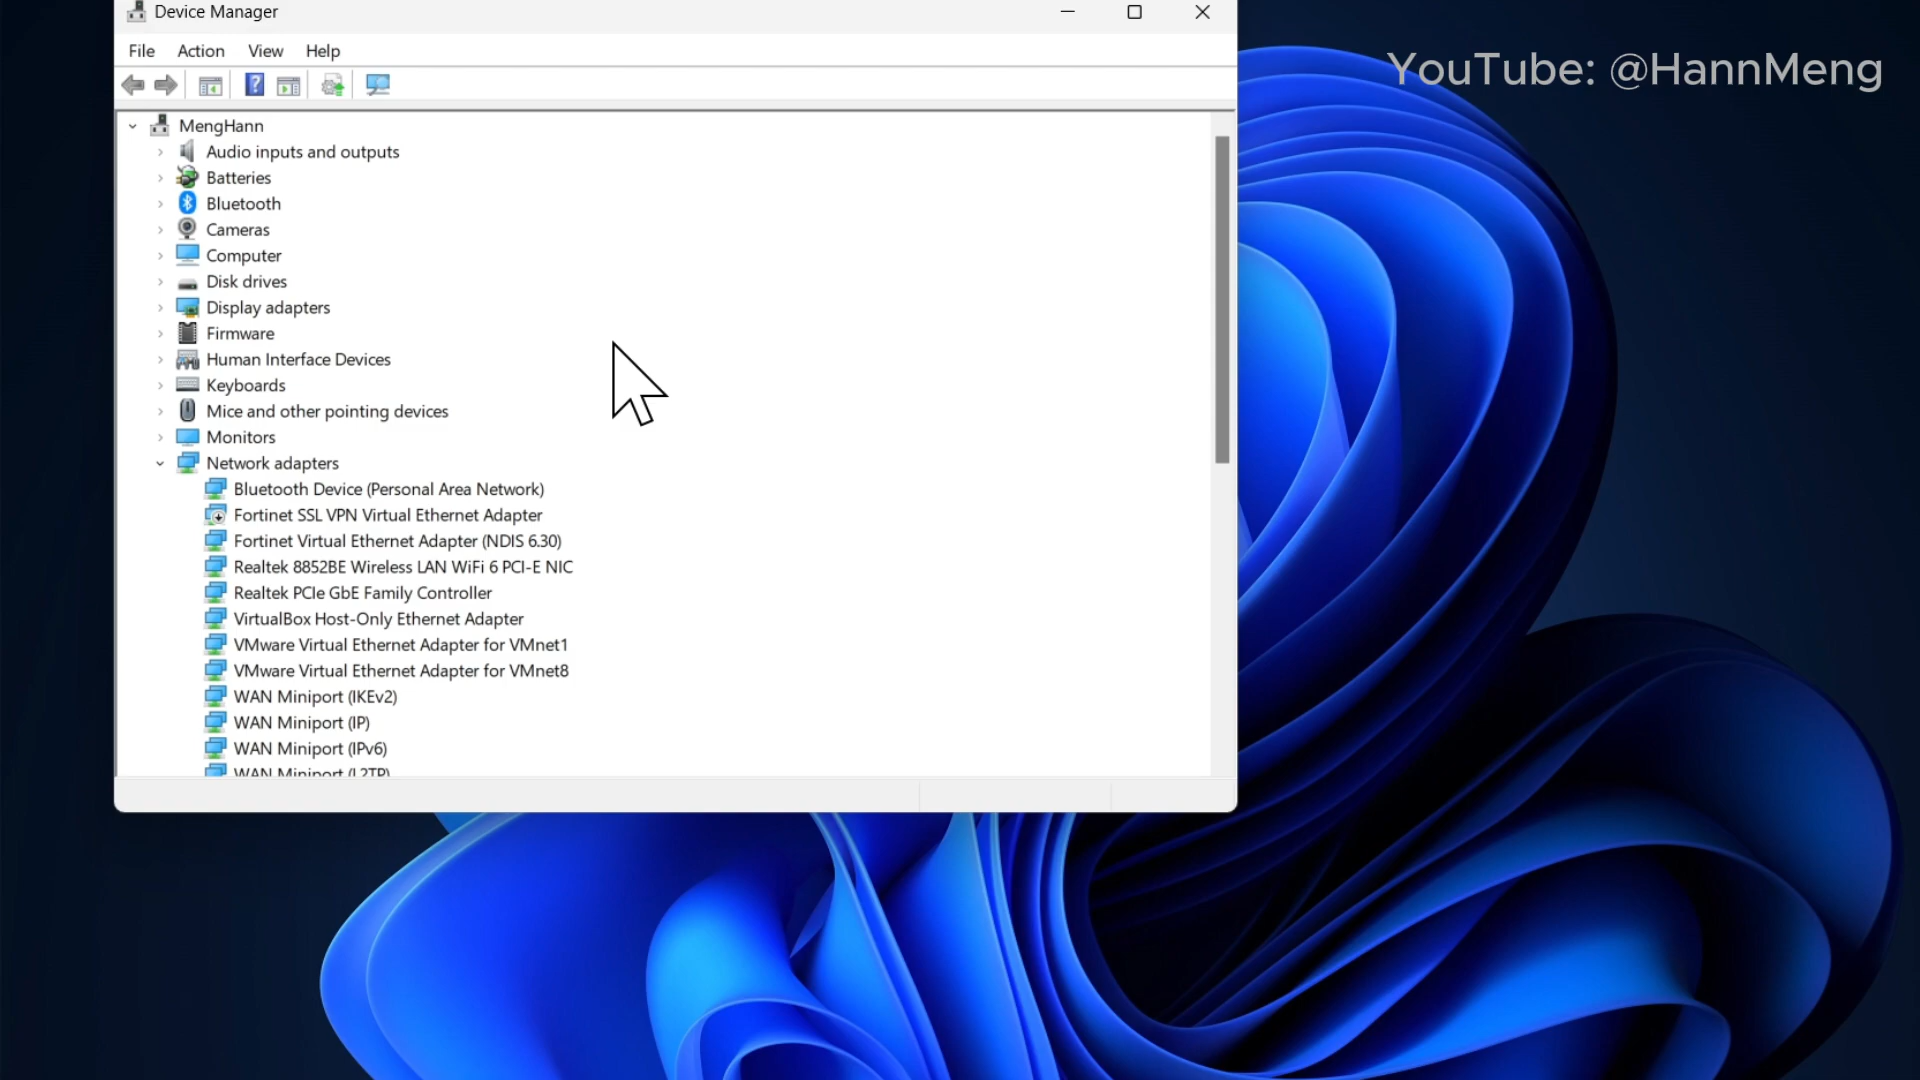 Device Manager
YouTube: @HannMeng
File Action View Help
MengHann
Audio inputs and outputs
Batteries
Bluetooth
Cameras
Computer
Disk drives
Display adapters
Firmware
Human Interface Devices
Keyboards
Mice and other pointing devices
Monitors
Network adapters
Bluetooth Device (Personal Area Network)
Fortinet SSL VPN Virtual Ethernet Adapter
Fortinet Virtual Ethernet Adapter (NDIS 6.30)
Realtek 8852BE Wireless LAN WiFi 6 PCI-E NIC
Realtek PCIe GbE Family Controller
VirtualBox Host-Only Ethernet Adapter
VMware Virtual Ethernet Adapter for VMnet1
VMware Virtual Ethernet Adapter for VMnet8
WAN Miniport (IKEv2)
WAN Miniport (IP)
WAN Miniport (IPv6)
WAN Miniport (L2TP)